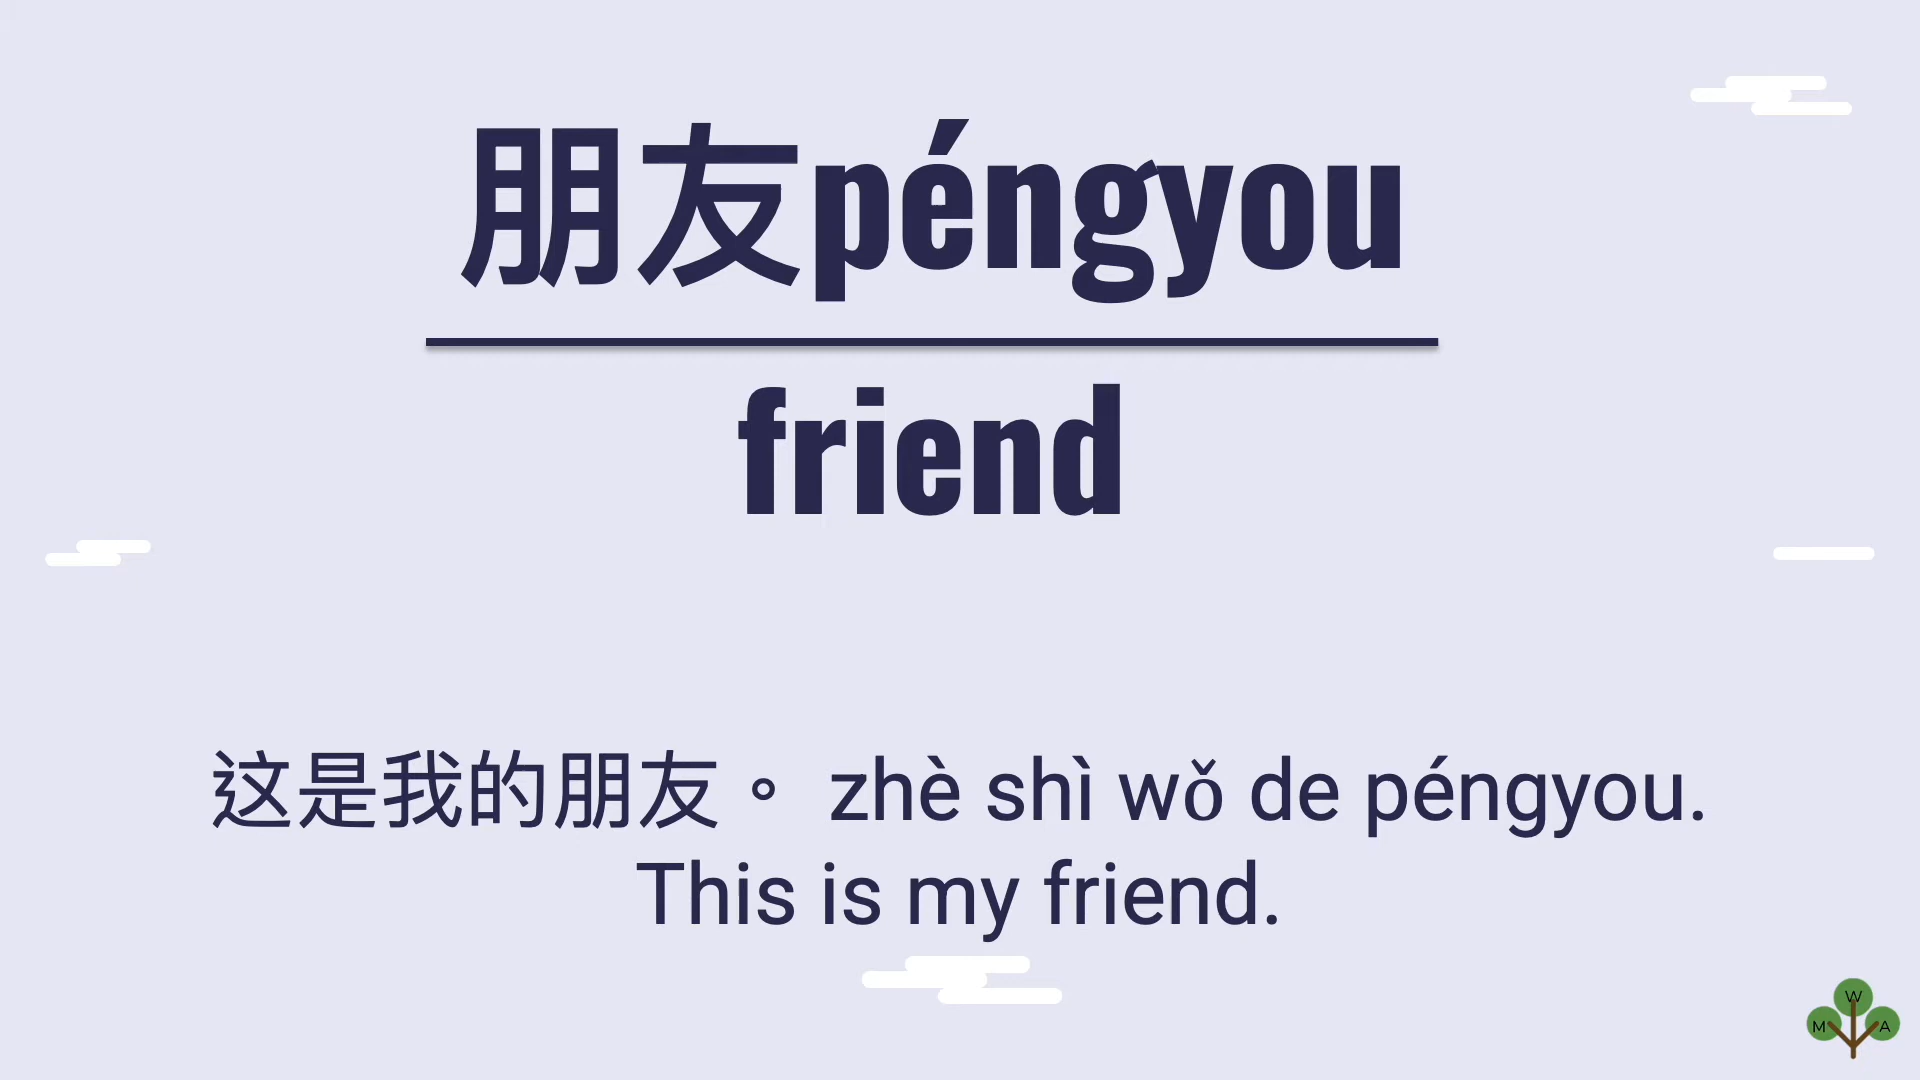 朋友péngyou
friend
这是我的朋友。 zhè shì wǒ de péngyou.
This is my friend.
W
M A